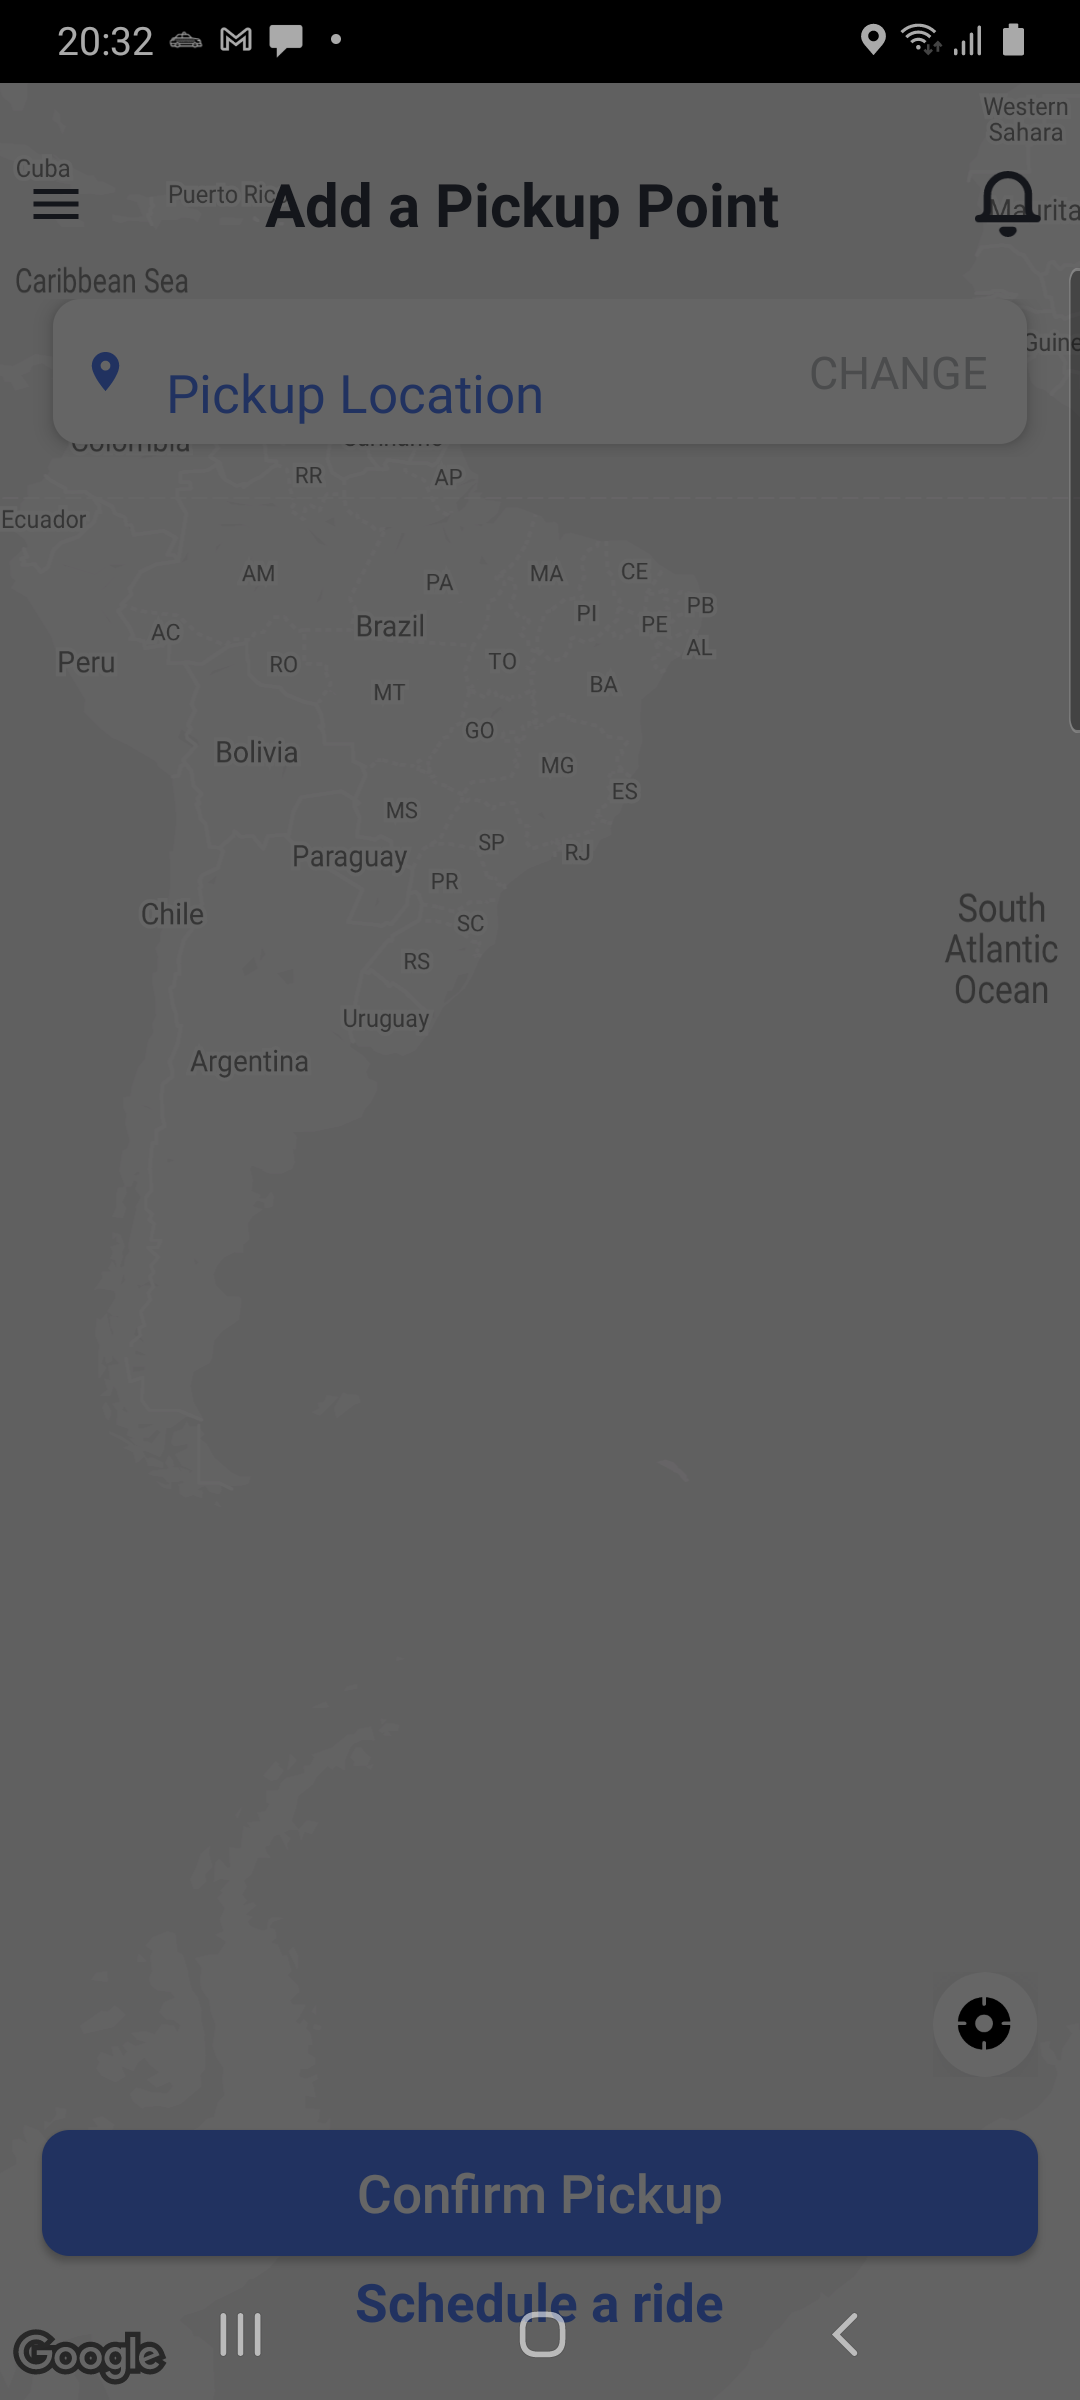 20:32
Western
Sahara
Cuba
Puerto Ric
Add a Pickup Point
Caribbean Sea
Pickup Location
CHANGE
Colombia
RR
AP
Ecuador
AM
PA
MA
CE
PI
PB
PE
AC
Brazil
AL
Peru
RO
TO
MT
BA
GO
Bolivia
MG
ES
MS
SP
RJ
Paraguay
PR
Chile
SC
South
Atlantic
Ocean
RS
Uruguay
Argentina
Confirm Pickup
Schedule a ride
Google